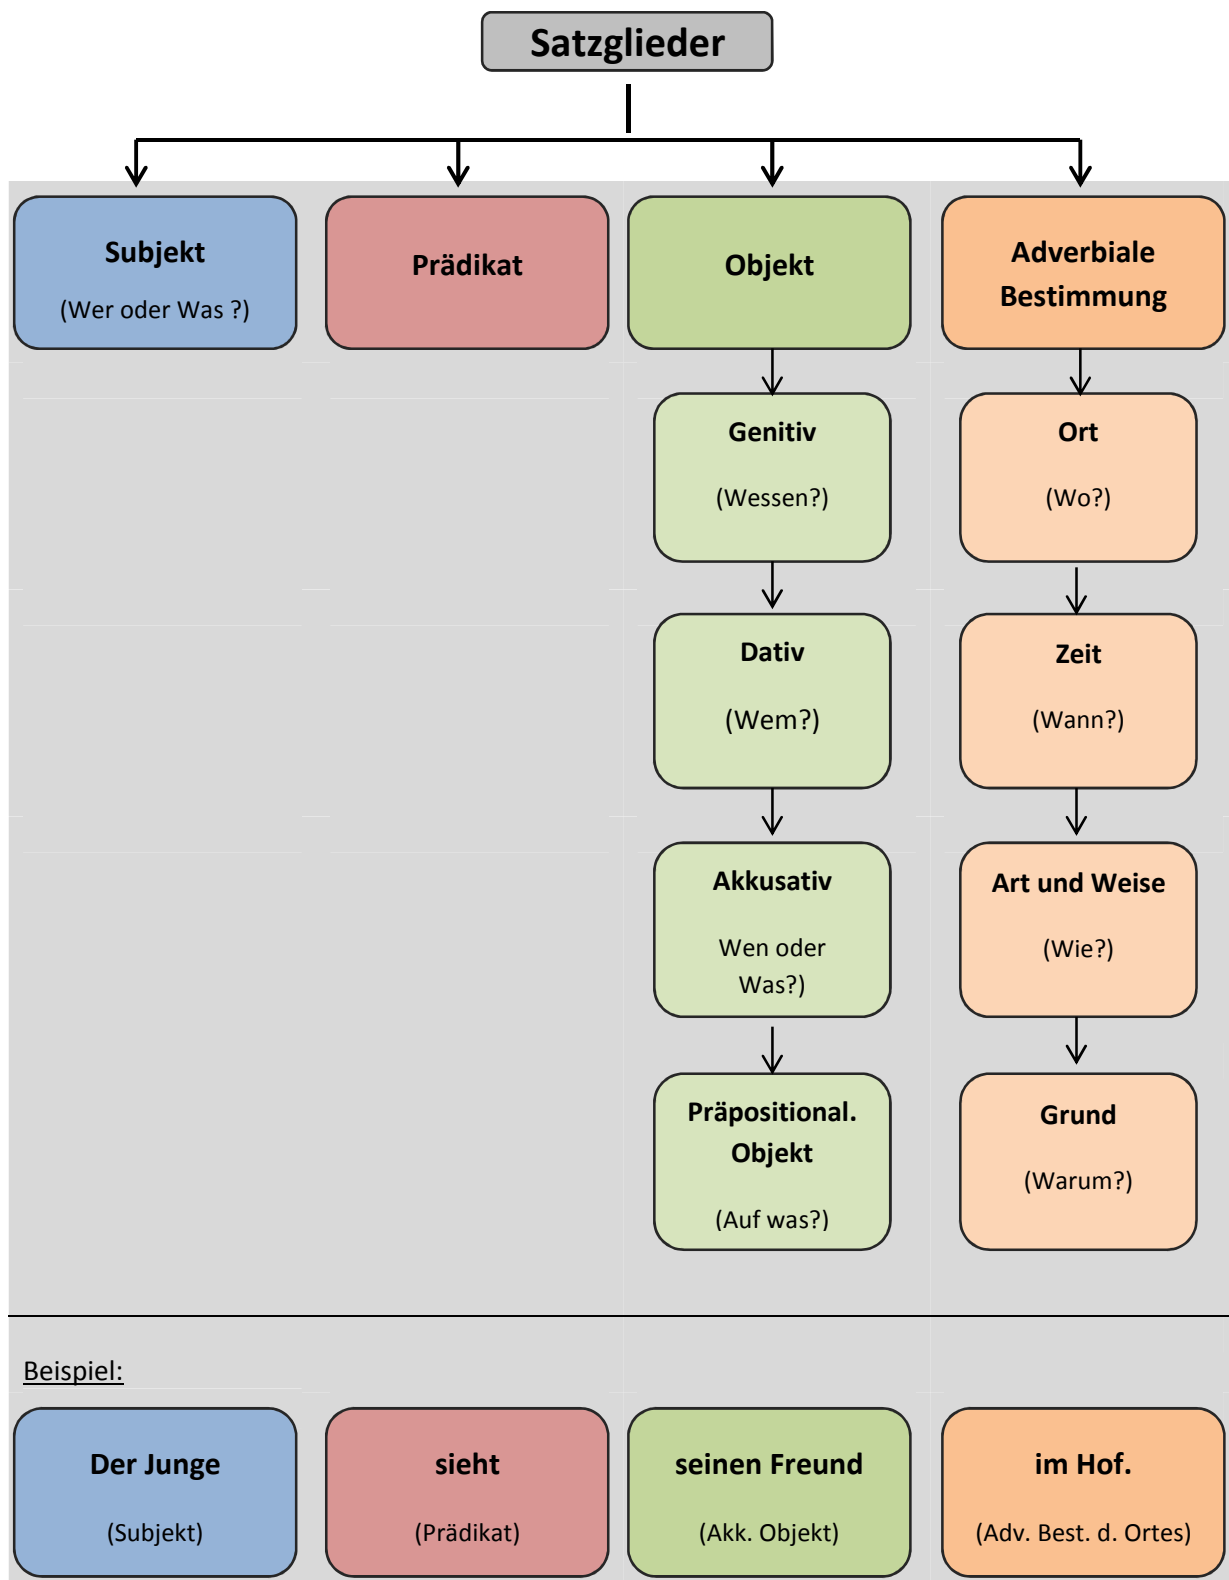 Satzglieder
Subjekt
(Wer oder Was ?)
Prädikat
Objekt
Adverbiale
Bestimmung
Genitiv
(Wessen?)
Ort
(Wo?)
Dativ
(Wem?)
Zeit
(Wann?)
Akkusativ
Wen oder
Was?)
Art und Weise
(Wie?)
Präpositional.
Objekt
(Auf was?)
Grund
(Warum?)
Beispiel:
Der Junge
(Subjekt)
sieht
(Prädikat)
seinen Freund
(Akk. Objekt)
im Hof.
(Adv. Best. d. Ortes)